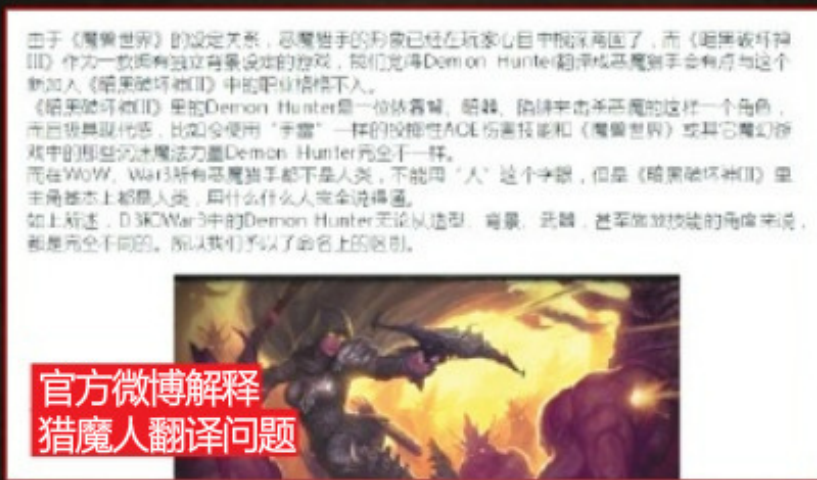 由于《魔兽世界》的设定关系，恶魔猎手的形象已经在玩家心目中根深蒂固了，而《暗黑破坏神
III》作为一款拥有独立背景设定的游戏，我们觉得Demon Hunter翻译成恶魔猎手会有点与这个
新加入《暗黑破坏神III》中的职业格格不入。
《暗黑破坏神III》里的Demon Hunter是一位依靠弩、暗器、陷阱来击杀恶魔的这样一个角色，
而且极具现代感，比如会使用“手雷”一样的投掷性AOE伤害技能和《魔兽世界》或其它魔幻游
戏中的那些沉迷魔法力量Demon Hunter完全不一样。
而在WoW、War3所有恶魔猎手都不是人类，不能用“人”这个字眼，但是《暗黑破坏神III》里
主角基本上都是人类，用什么什么人完全说得通。
如上所述，D3和War3中的Demon Hunter无论从造型、背景、武器，甚至施放技能的角度来说，
都是完全不同的。所以我们予以了命名上的区别。
官方微博解释
猎魔人翻译问题